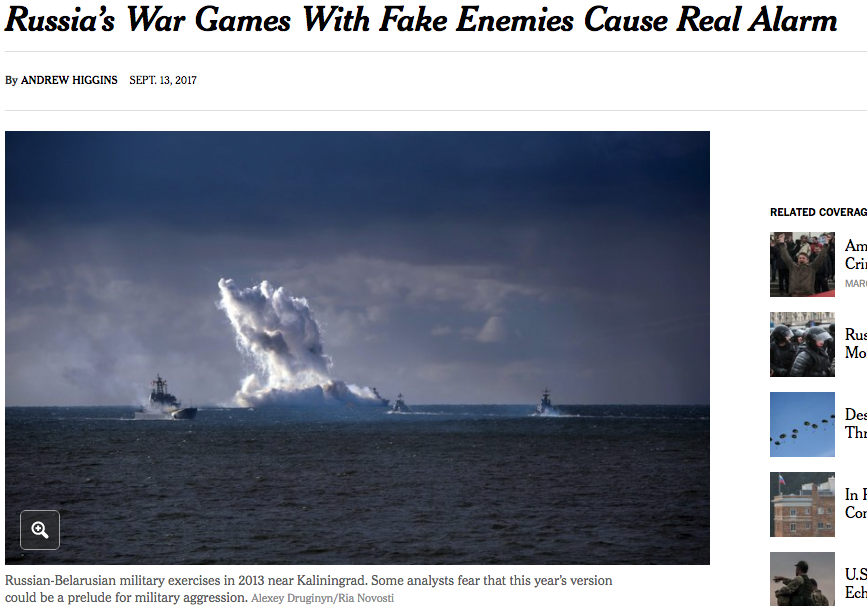 Russia's War Games With Fake Enemies Cause Real Alarm
By ANDREW HIGGINS SEPT. 13, 2017
RELATED COVERAG
Am
Cri
MAR
Rus
Mo
Des
Thr
In
Cor
U.S
Ech
Russian-Belarusian military exercises in 2013 near Kaliningrad. Some analysts fear that this year's version
could be a prelude for military aggression. Alexey Druginyn/Ria Novosti